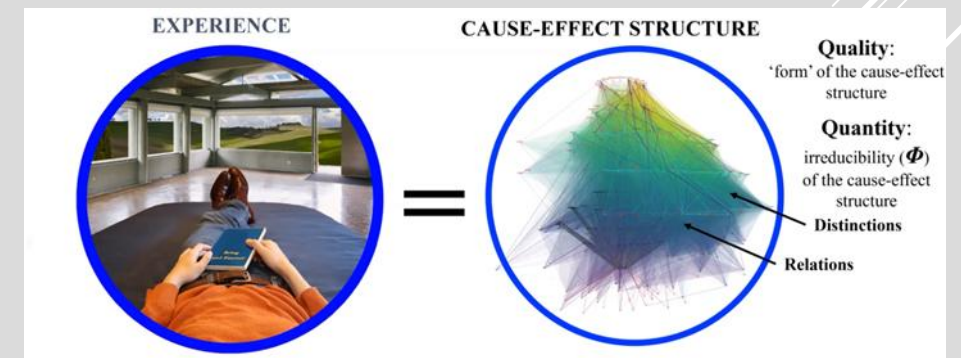 EXPERIENCE
CAUSE-EFFECT STRUCTURE
Quality:
'form' of the cause-effect
structure
Quantity:
irreducibility (Φ)
of the cause-effect
structure
Distinctions
Relations